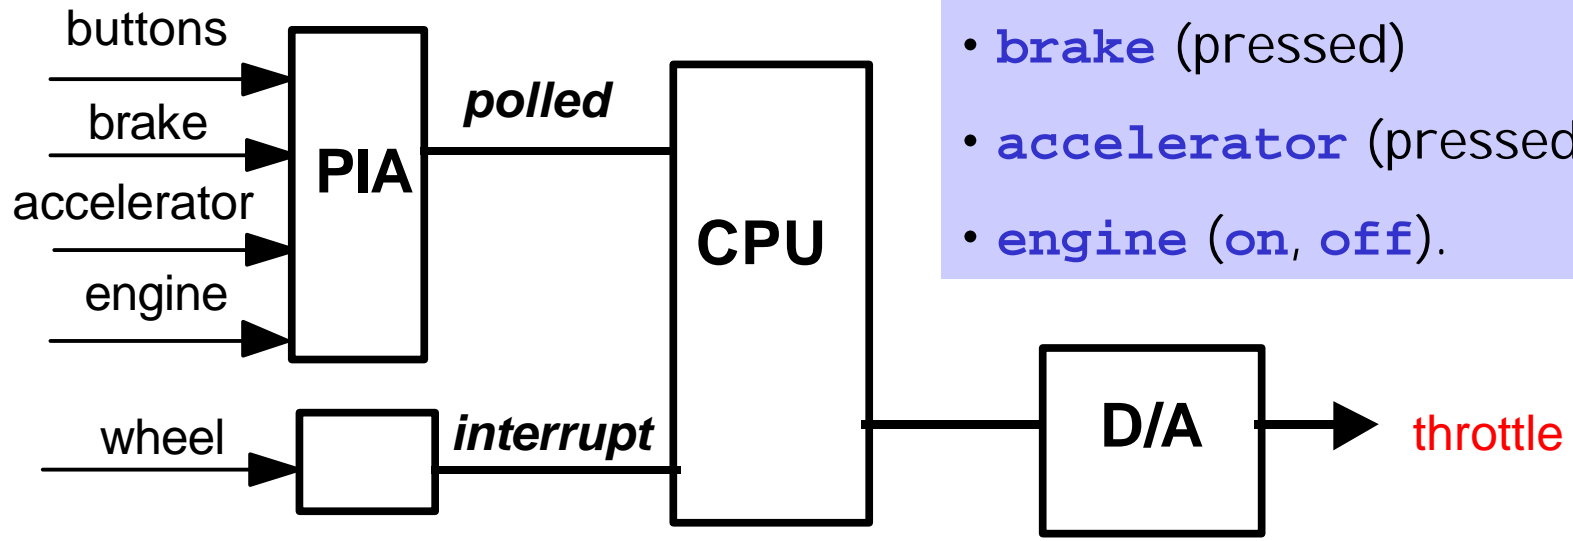 buttons
brake
accelerator
engine
wheel
PIA
polled
interrupt
CPU
D/A
throttle
• brake (pressed)
• accelerator (pressed
• engine (on, off).